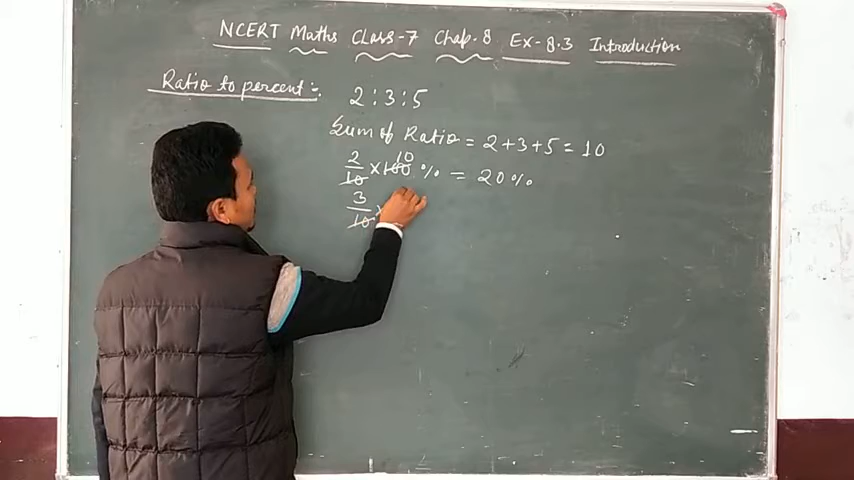 NCERT Maths Class-7 Chap. 8 Ex-8.3 Introduction
Ratio to percent:-
2:3:5
Sum of Ratio = 2+3+5 = 10
2/10 × 100 10 % = 20%
3/10 ×